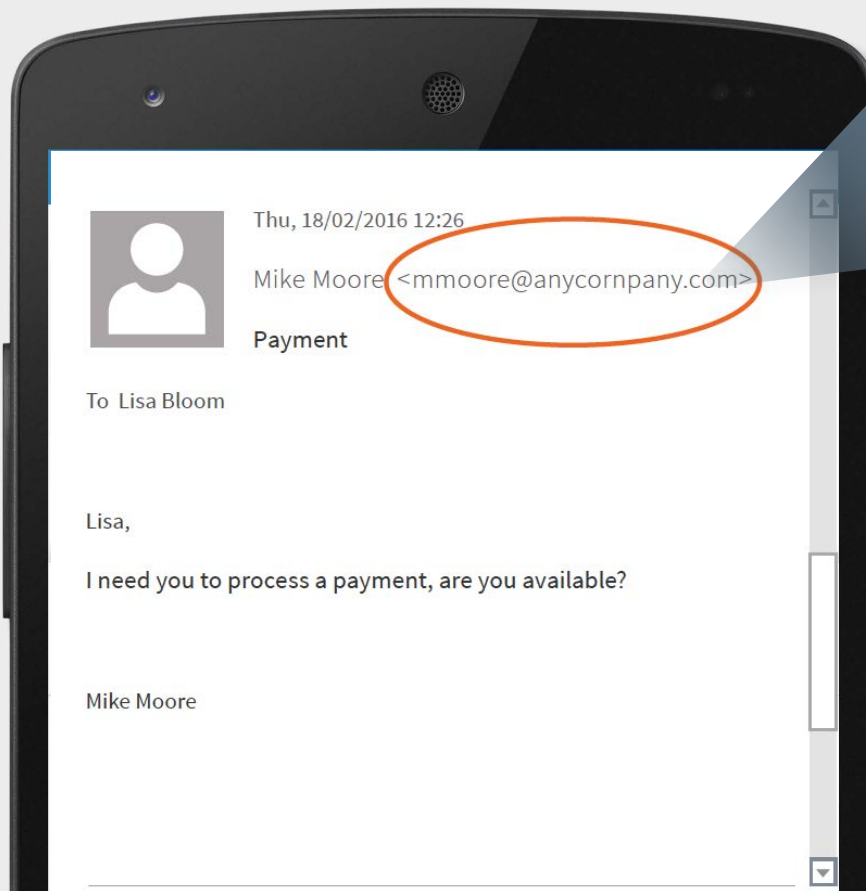 Thu, 18/02/2016 12:26
Mike Moore <mmoore@anycornpany.com>
Payment
To Lisa Bloom
Lisa,
I need you to process a payment, are you available?
Mike Moore